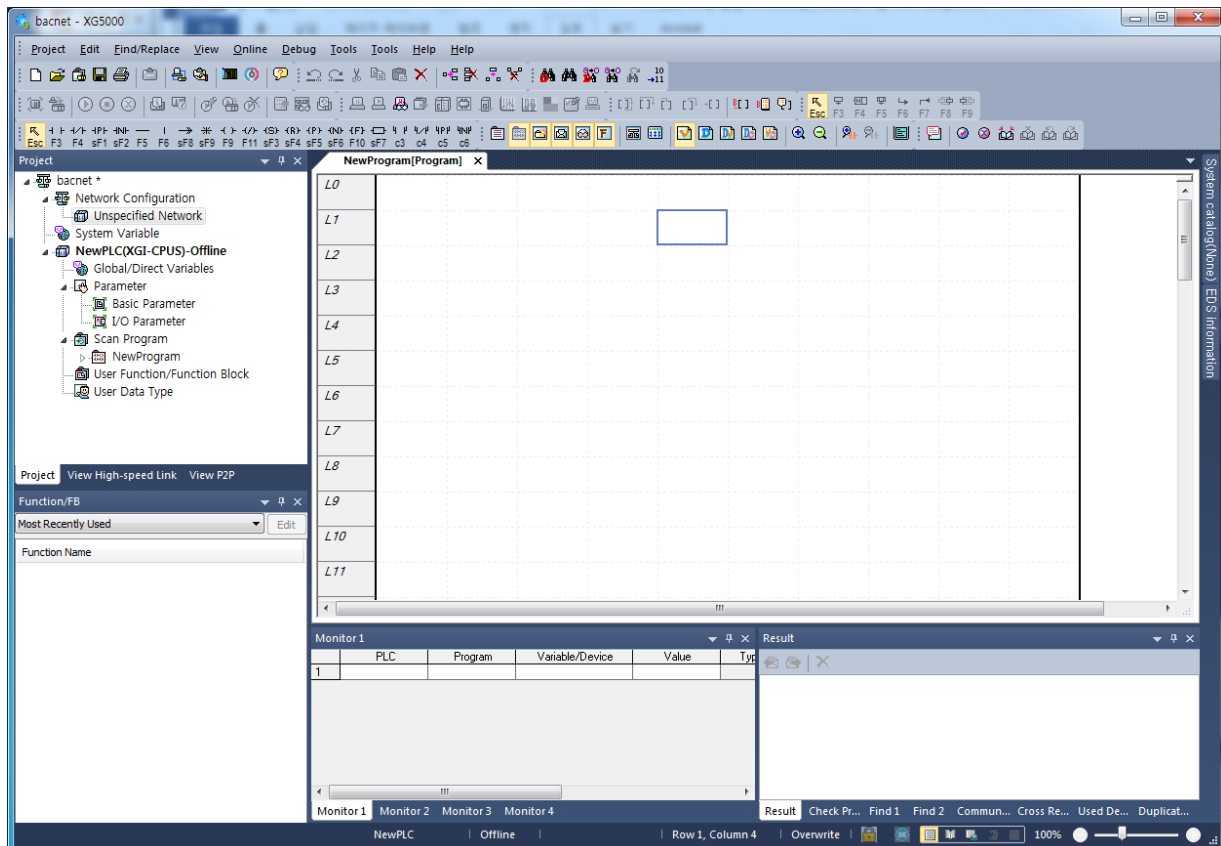 bacnet - XG5000
Project Edit Find/Replace View Online Debug Tools Tools Help Help
Esc F3 F4 F5 F6 F7 F8 F9
Esc F3 F4 sF1 sF2 F5 F6 sF8 sF9 F9 F11 sF3 sF4 sF5 sF6 F10 sF7 c3 c4 c5 c6
Project
NewProgram[Program]
bacnet *
Network Configuration
Unspecified Network
System Variable
NewPLC(XGI-CPUS)-Offline
Global/Direct Variables
Parameter
Basic Parameter
I/O Parameter
Scan Program
NewProgram
User Function/Function Block
User Data Type
Project View High-speed Link View P2P
Function/FB
Most Recently Used Edit
Function Name
L0
L1
L2
L3
L4
L5
L6
L7
L8
L9
L10
L11
System catalog(None)
EDS information
Monitor 1
PLC Program Variable/Device Value Typ
1
Monitor 1 Monitor 2 Monitor 3 Monitor 4
Result
Result Check Pr... Find 1 Find 2 Commun... Cross Re... Used De... Duplicat...
NewPLC Offline Row 1, Column 4 Overwrite 100%